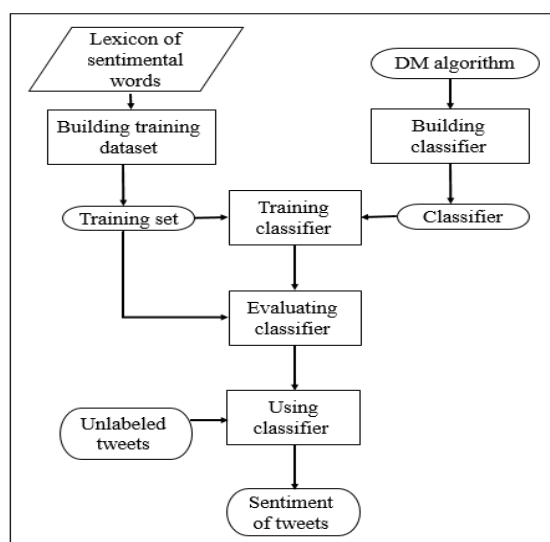 Lexicon of
sentimental
words
DM algorithm
Building training
dataset
Building
classifier
Training set
Training
classifier
Classifier
Evaluating
classifier
Unlabeled
tweets
Using
classifier
Sentiment
of tweets